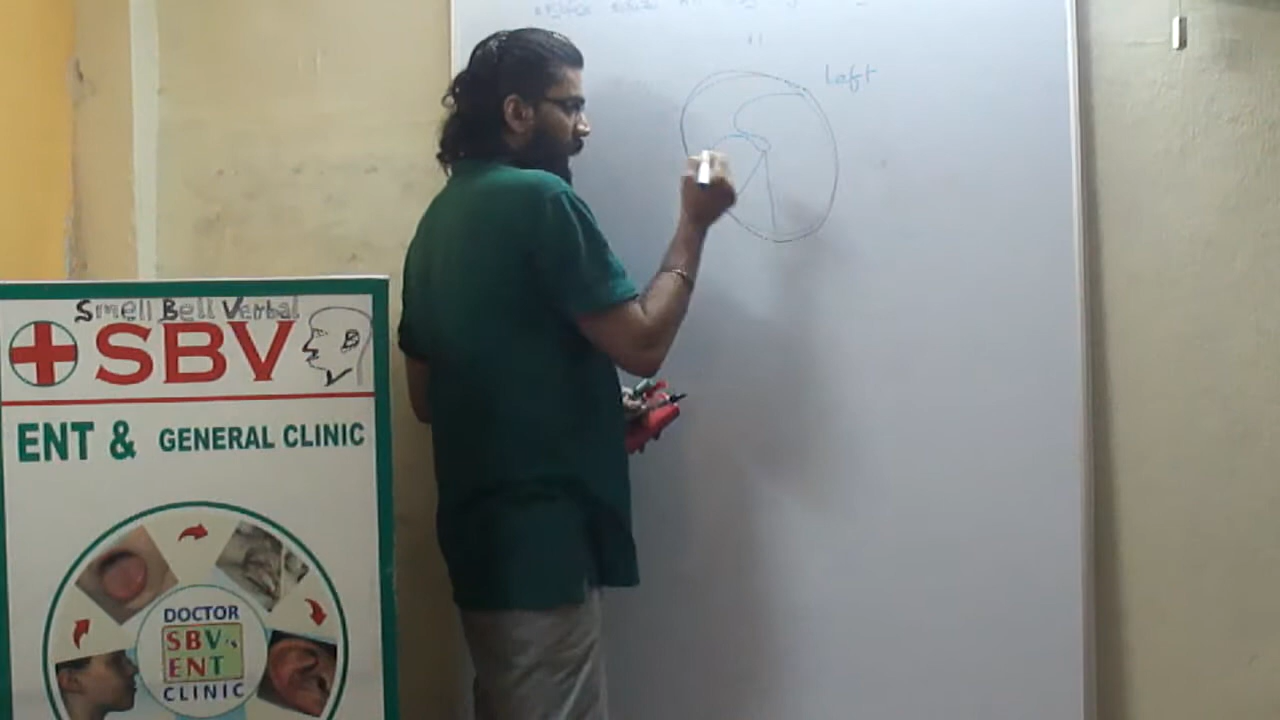 Left
Smell Bell Verbal
SBV
B
ENT & GENERAL CLINIC
DOCTOR
SBV's
ENT
CLINIC